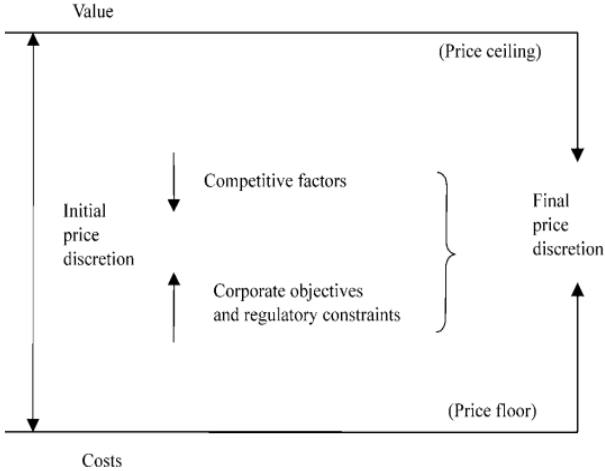 Value
(Price ceiling)
Competitive factors
Initial
price
discretion
Final
price
discretion
Corporate objectives
and regulatory constraints
(Price floor)
Costs